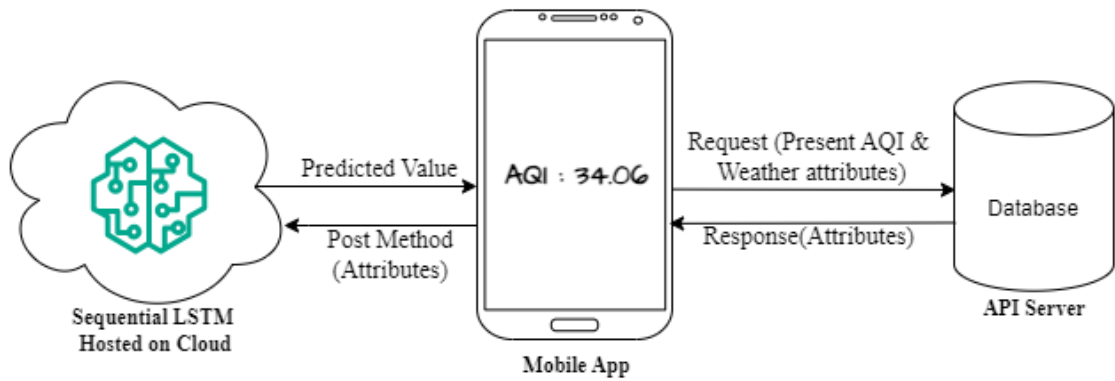 Predicted Value
Post Method
(Attributes)
Sequential LSTM
Hosted on Cloud
AQI : 34.06
Mobile App
Request (Present AQI &
Weather attributes)
Response(Attributes)
Database
API Server